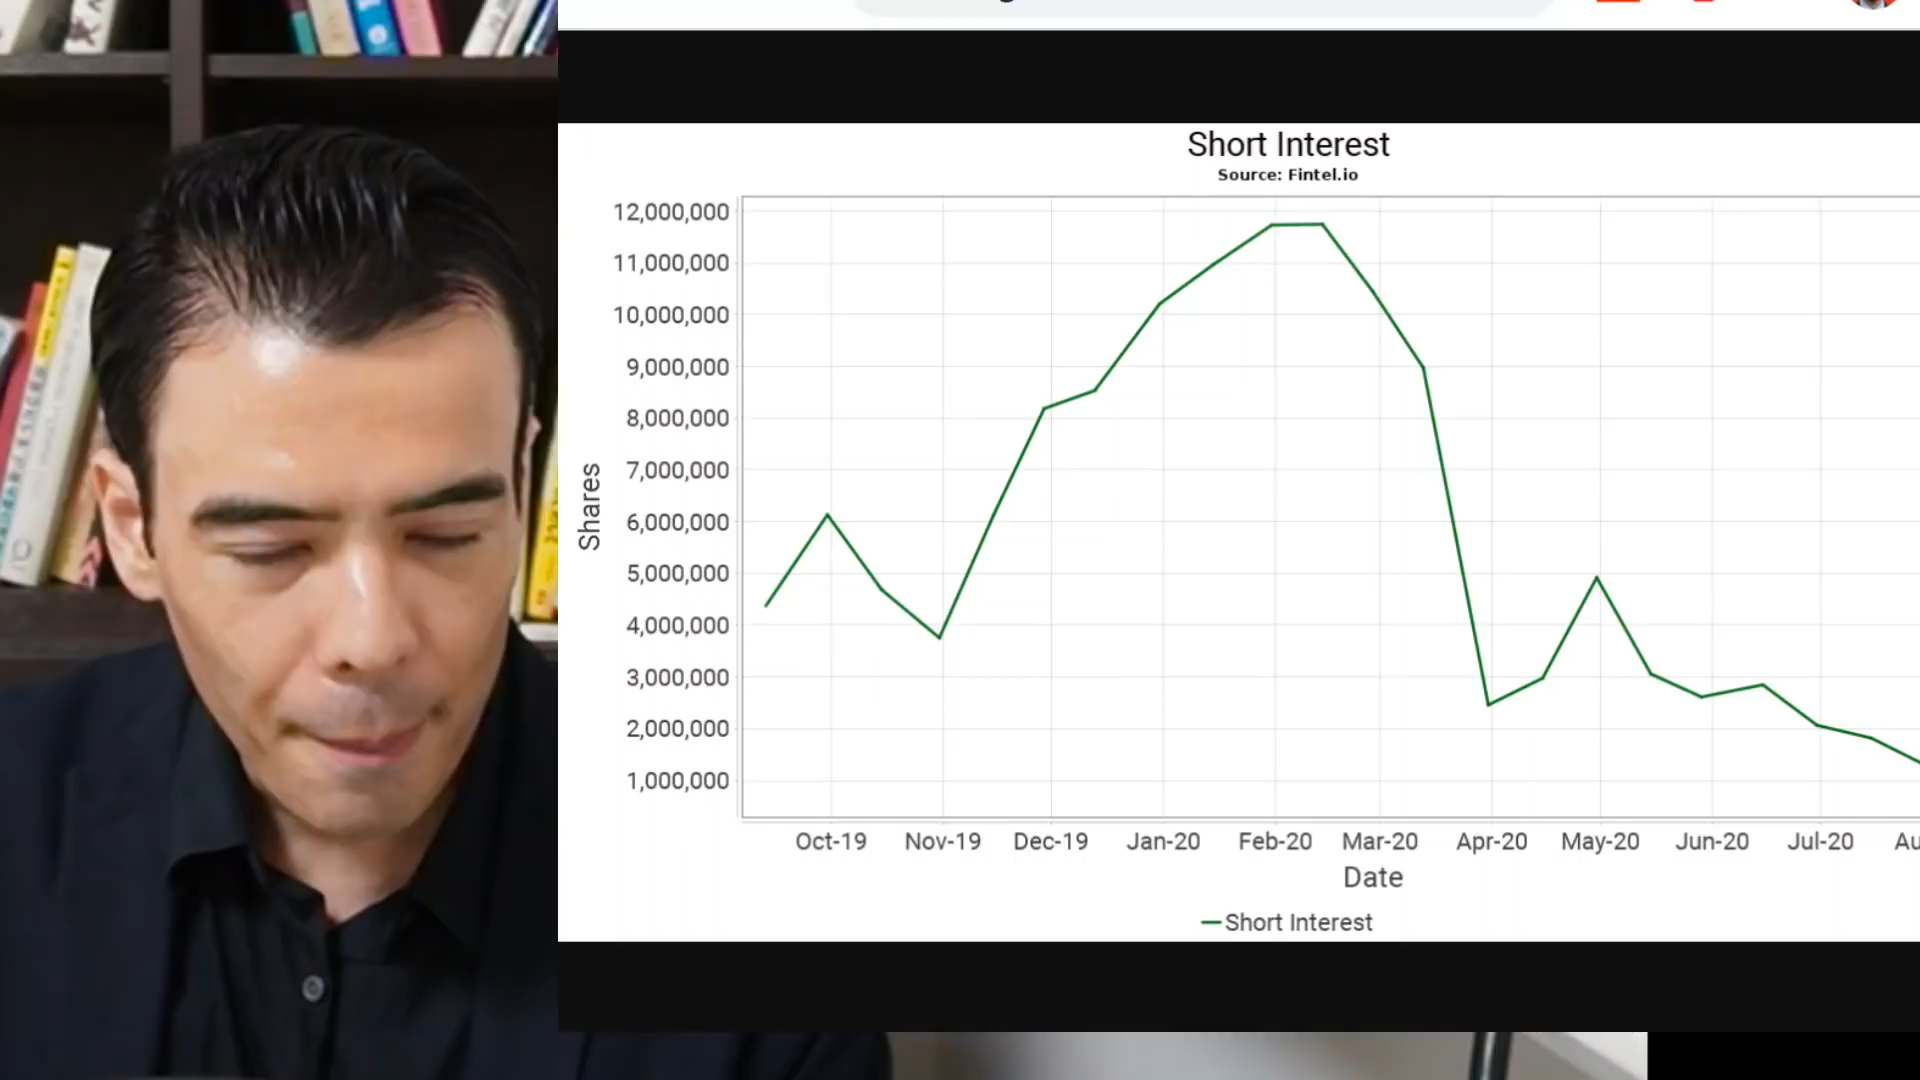 Short Interest
Source: Fintel.io
12,000,000
11,000,000
10,000,000
9,000,000
8,000,000
7,000,000
6,000,000
5,000,000
4,000,000
3,000,000
2,000,000
1,000,000
Shares
Oct-19 Nov-19 Dec-19 Jan-20 Feb-20 Mar-20 Apr-20 May-20 Jun-20 Jul-20 Au
Date
Short Interest